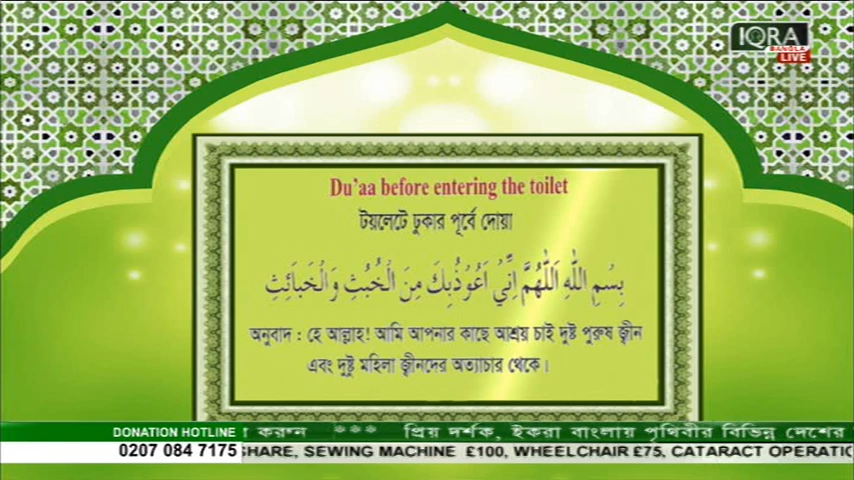 IQRA
BANGLA
LIVE
Du'aa before entering the toilet
টয়লেটে ঢুকার পূর্বে দোয়া
بِسْمِ اللّٰهِ اَللّٰهُمَّ اِنِّيْ اَعُوْذُبِكَ مِنَ الْخُبُثِ وَالْخَبَائِثِ
অনুবাদ : হে আল্লাহ! আমি আপনার কাছে আশ্রয় চাই দুষ্ট পুরুষ জ্বীন
এবং দুষ্টু মহিলা জ্বীনদের অত্যাচার থেকে।
DONATION HOTLINE করুন *** প্রিয় দর্শক, ইকরা বাংলায় পৃথিবীর বিভিন্ন দেশের
0207 084 7175 SHARE, SEWING MACHINE £100, WHEELCHAIR £75, CATARACT OPERATIO